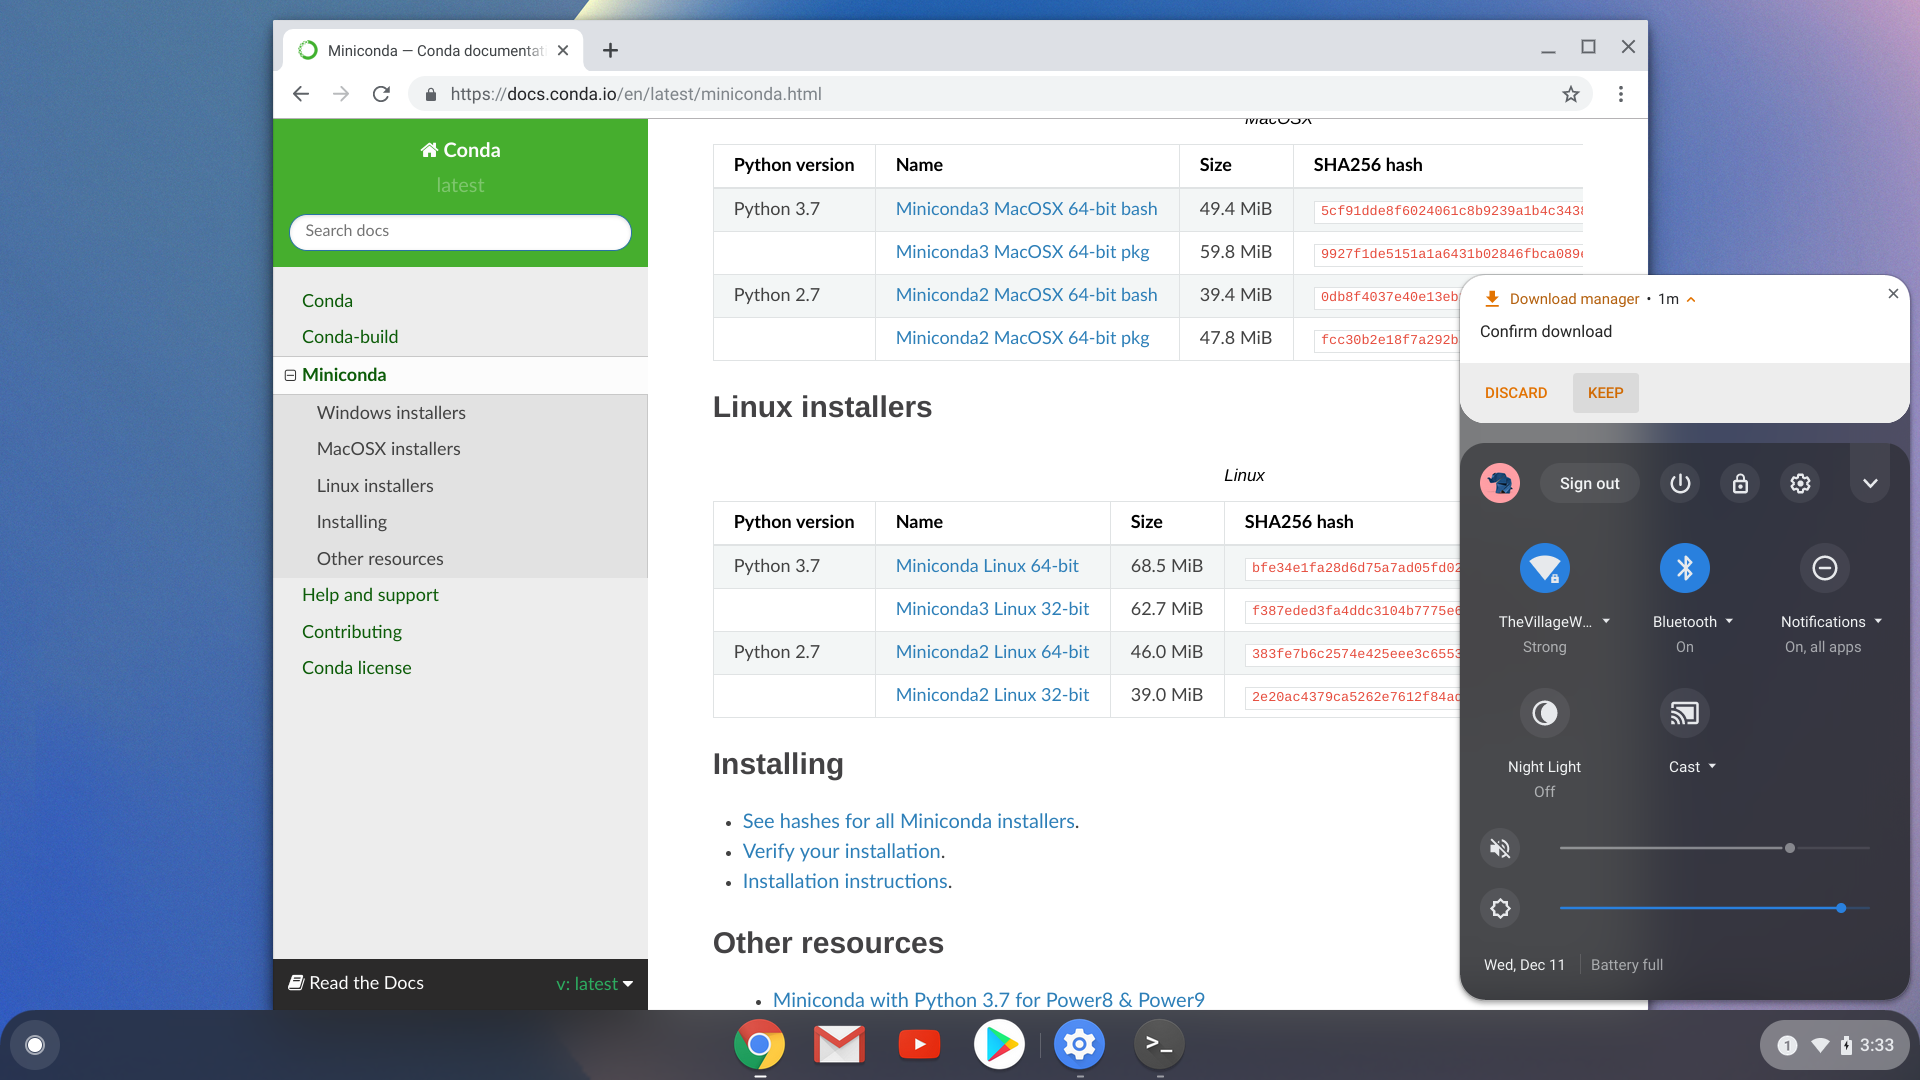 Miniconda — Conda documentat
https://docs.conda.io/en/latest/miniconda.html
Conda
latest
Search docs
Conda
Conda-build
Miniconda
Windows installers
MacOSX installers
Linux installers
Installing
Other resources
Help and support
Contributing
Conda license
Read the Docs
v: latest
MacOSX
Python version Name Size SHA256 hash
Python 3.7 Miniconda3 MacOSX 64-bit bash 49.4 MiB 5cf91dde8f6024061c8b9239a1b4c3438
Miniconda3 MacOSX 64-bit pkg 59.8 MiB 9927f1de5151a1a6431b02846fbca089
Python 2.7 Miniconda2 MacOSX 64-bit bash 39.4 MiB 0db8f4037e40e13eb
Miniconda2 MacOSX 64-bit pkg 47.8 MiB fcc30b2e18f7a292b
Linux installers
Linux
Python version Name Size SHA256 hash
Python 3.7 Miniconda Linux 64-bit 68.5 MiB bfe34e1fa28d6d75a7ad05fd02
Miniconda3 Linux 32-bit 62.7 MiB f387eded3fa4ddc3104b7775e6
Python 2.7 Miniconda2 Linux 64-bit 46.0 MiB 383fe7b6c2574e425eee3c6553
Miniconda2 Linux 32-bit 39.0 MiB 2e20ac4379ca5262e7612f84ad
Installing
• See hashes for all Miniconda installers.
• Verify your installation.
• Installation instructions.
Other resources
• Miniconda with Python 3.7 for Power8 & Power9
Download manager • 1m
Confirm download
DISCARD KEEP
Sign out
TheVillageW... Bluetooth Notifications
Strong On On, all apps
Night Light Cast
Off
Wed, Dec 11 Battery full
1 3:33